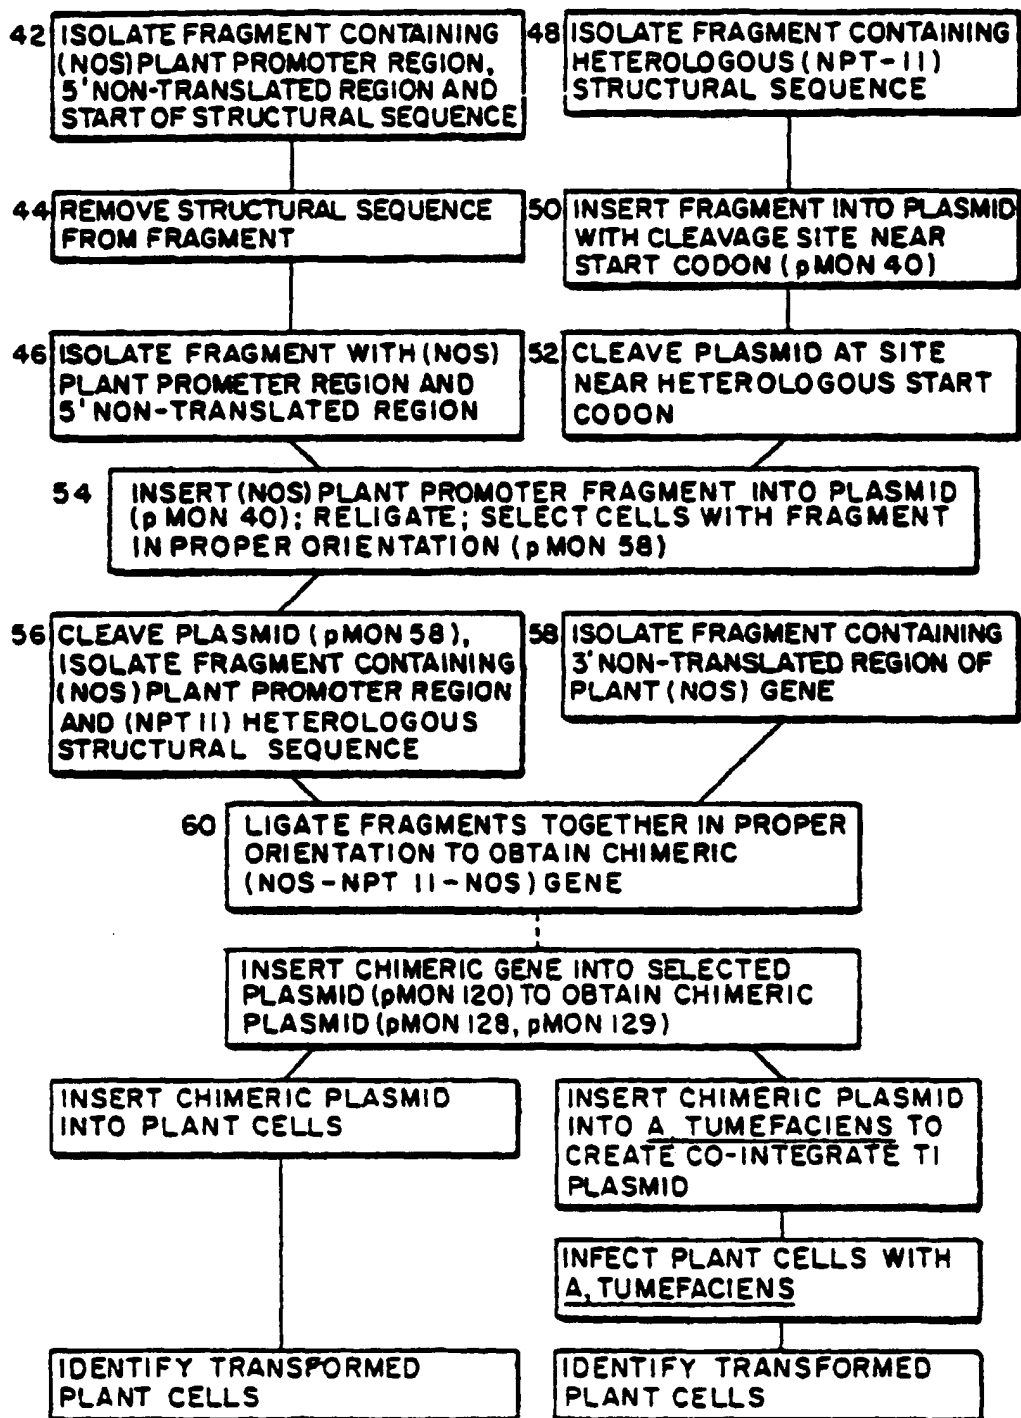 42 ISOLATE FRAGMENT CONTAINING
(NOS) PLANT PROMOTER REGION,
5' NON-TRANSLATED REGION AND
START OF STRUCTURAL SEQUENCE
48 ISOLATE FRAGMENT CONTAINING
HETEROLOGOUS (NPT-II)
STRUCTURAL SEQUENCE
44 REMOVE STRUCTURAL SEQUENCE
FROM FRAGMENT
50 INSERT FRAGMENT INTO PLASMID
WITH CLEAVAGE SITE NEAR
START CODON (pMON 40)
46 ISOLATE FRAGMENT WITH (NOS)
PLANT PROMETER REGION AND
5' NON-TRANSLATED REGION
52 CLEAVE PLASMID AT SITE
NEAR HETEROLOGOUS START
CODON
54 INSERT (NOS) PLANT PROMOTER FRAGMENT INTO PLASMID
(pMON 40); RELIGATE; SELECT CELLS WITH FRAGMENT
IN PROPER ORIENTATION (pMON 58)
56 CLEAVE PLASMID (pMON 58),
ISOLATE FRAGMENT CONTAINING
(NOS) PLANT PROMOTER REGION
AND (NPT II) HETEROLOGOUS
STRUCTURAL SEQUENCE
58 ISOLATE FRAGMENT CONTAINING
3' NON-TRANSLATED REGION OF
PLANT (NOS) GENE
60 LIGATE FRAGMENTS TOGETHER IN PROPER
ORIENTATION TO OBTAIN CHIMERIC
(NOS-NPT II-NOS) GENE
INSERT CHIMERIC GENE INTO SELECTED
PLASMID (pMON 120) TO OBTAIN CHIMERIC
PLASMID (pMON 128, pMON 129)
INSERT CHIMERIC PLASMID
INTO PLANT CELLS
INSERT CHIMERIC PLASMID
INTO A, TUMEFACIENS TO
CREATE CO-INTEGRATE TI
PLASMID
INFECT PLANT CELLS WITH
A, TUMEFACIENS
IDENTIFY TRANSFORMED
PLANT CELLS
IDENTIFY TRANSFORMED
PLANT CELLS